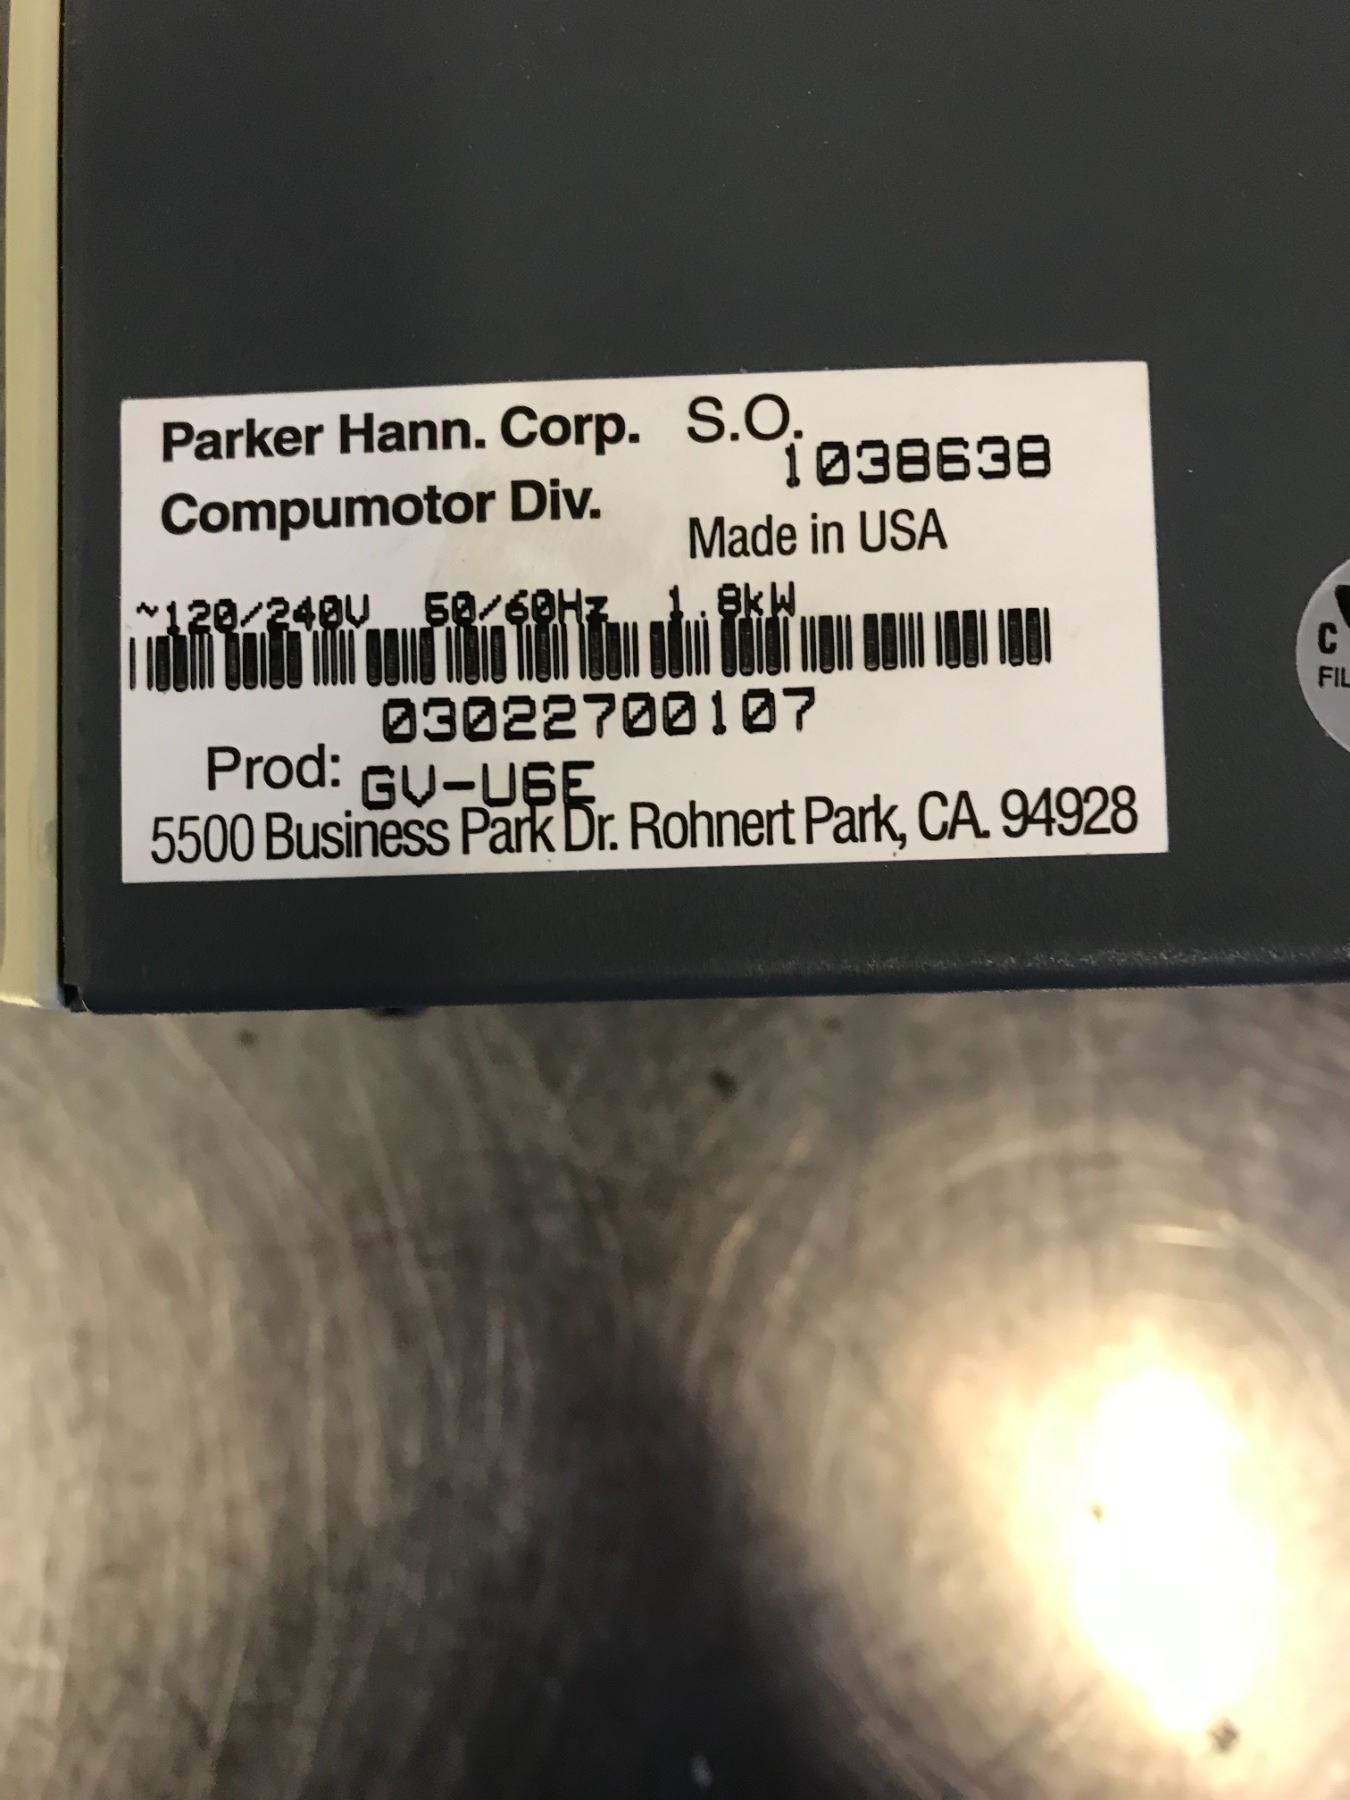 Parker Hann. Corp. S.O.
1038638
Compumotor Div.
Made in USA
~120/240V 50/60Hz 1.8kW
03022700107
Prod: GV-U6E
5500 Business Park Dr. Rohnert Park, CA. 94928
C
FIL